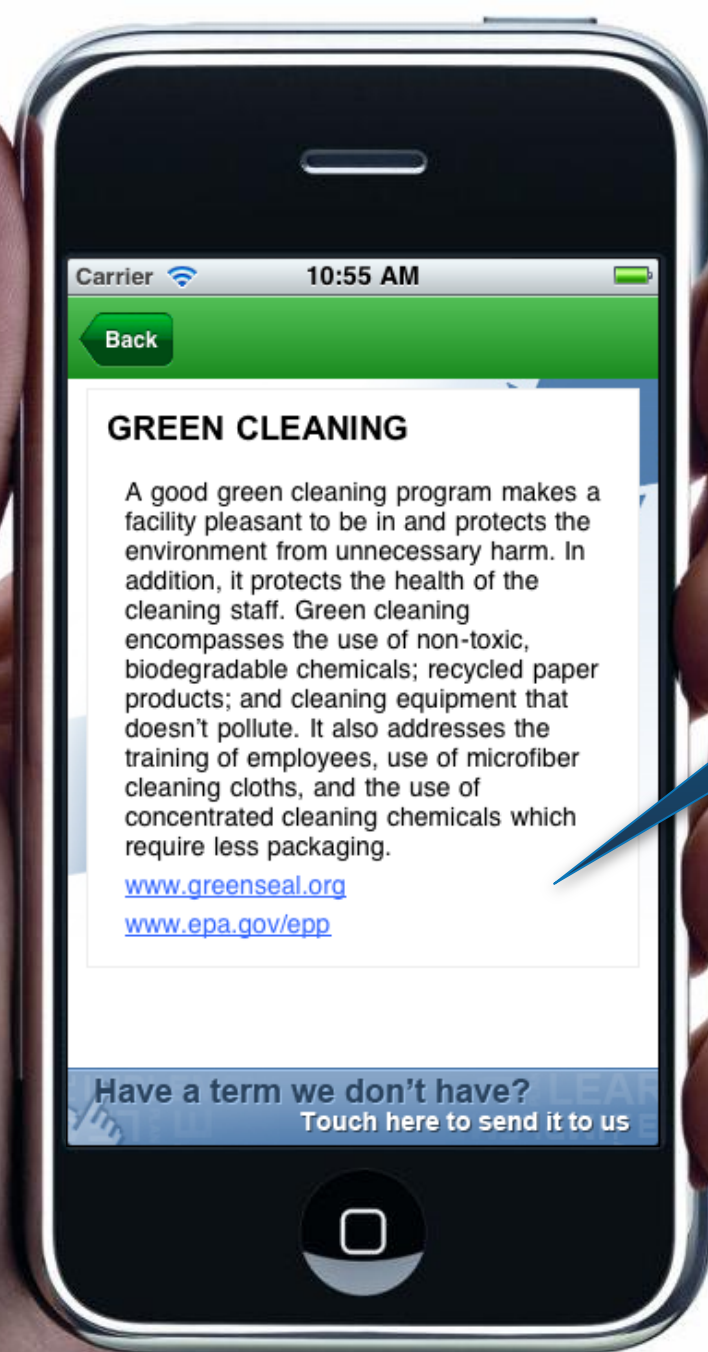 Carrier 10:55 AM
Back
GREEN CLEANING
A good green cleaning program makes a
facility pleasant to be in and protects the
environment from unnecessary harm. In
addition, it protects the health of the
cleaning staff. Green cleaning
encompasses the use of non-toxic,
biodegradable chemicals; recycled paper
products; and cleaning equipment that
doesn't pollute. It also addresses the
training of employees, use of microfiber
cleaning cloths, and the use of
concentrated cleaning chemicals which
require less packaging.
www.greenseal.org
www.epa.gov/epp
Have a term we don't have?
Touch here to send it to us